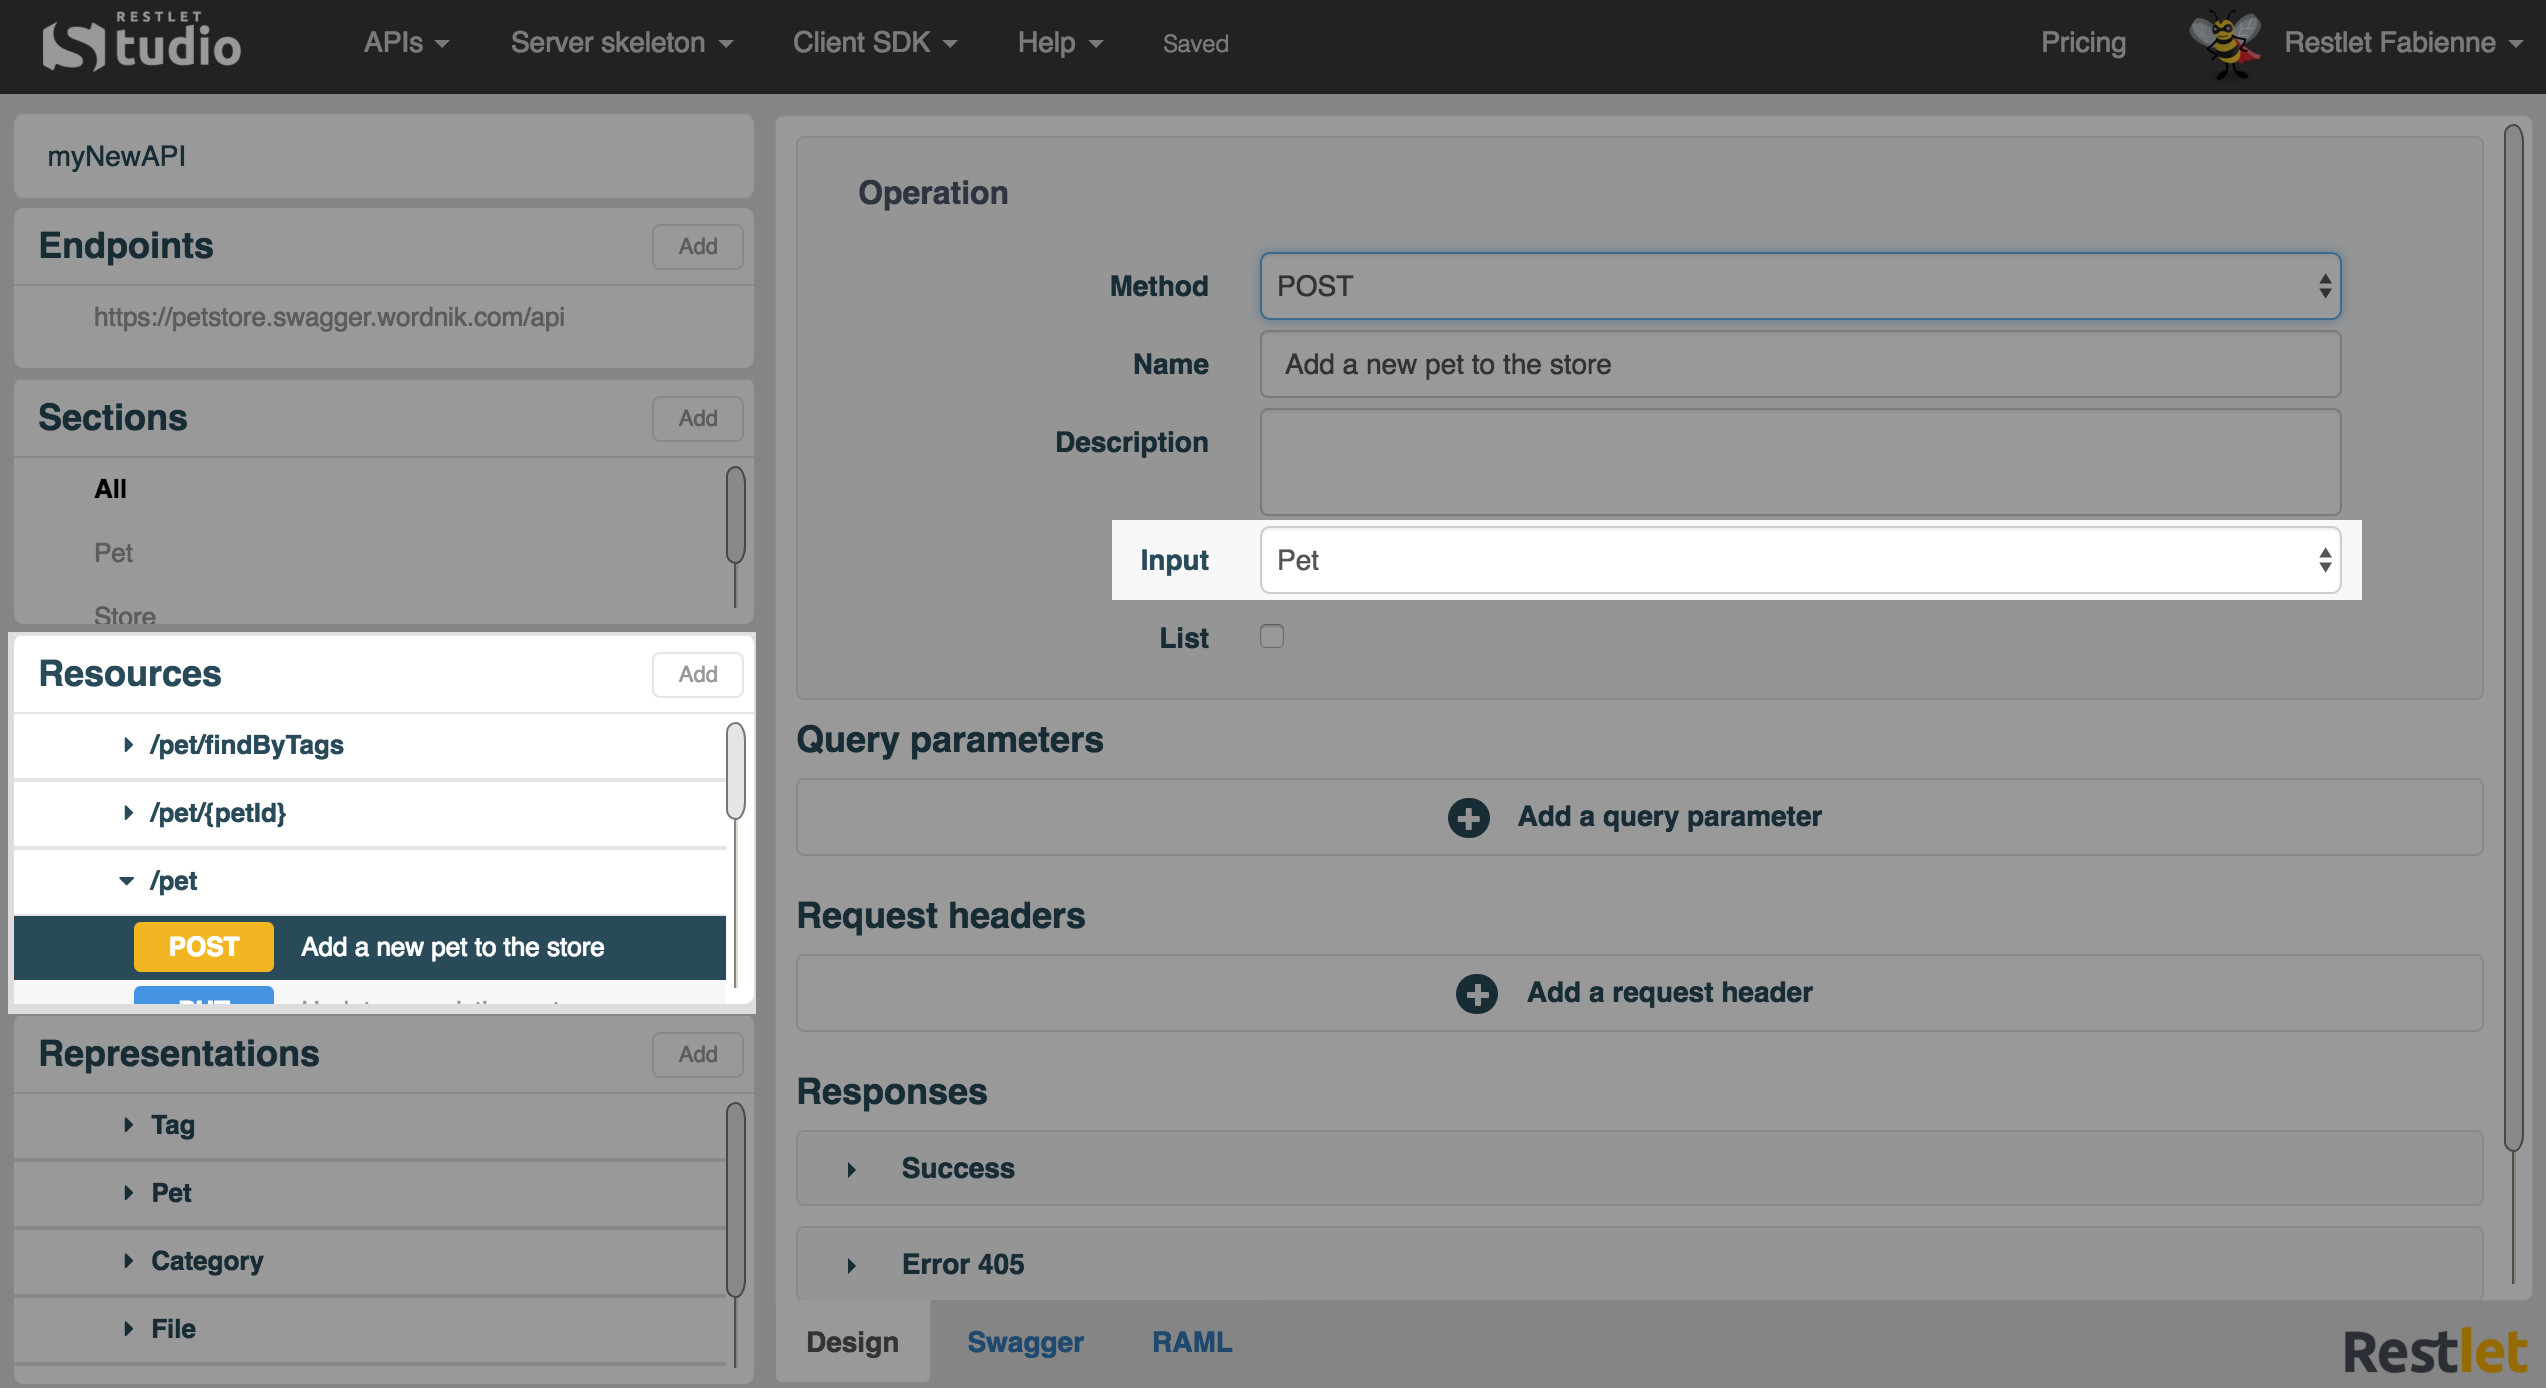 RESTLET
Studio
APIs
Server skeleton
Client SDK
Help
Saved
Pricing
Restlet Fabienne
myNewAPI
Endpoints
Add
https://petstore.swagger.wordnik.com/api
Sections
Add
All
Pet
Store
Resources
Add
/pet/findByTags
/pet/{petId}
/pet
POST Add a new pet to the store
Representations
Add
Tag
Pet
Category
File
Operation
Method POST
Name Add a new pet to the store
Description
Input Pet
List
Query parameters
Add a query parameter
Request headers
Add a request header
Responses
Success
Error 405
Design
Swagger
RAML
Restlet